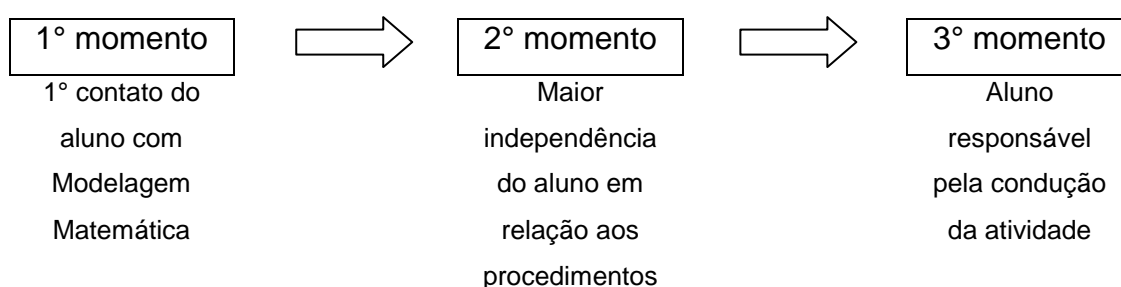 1° momento
1° contato do
aluno com
Modelagem
Matemática
2° momento
Maior
independência
do aluno em
relação aos
procedimentos
3° momento
Aluno
responsável
pela condução
da atividade